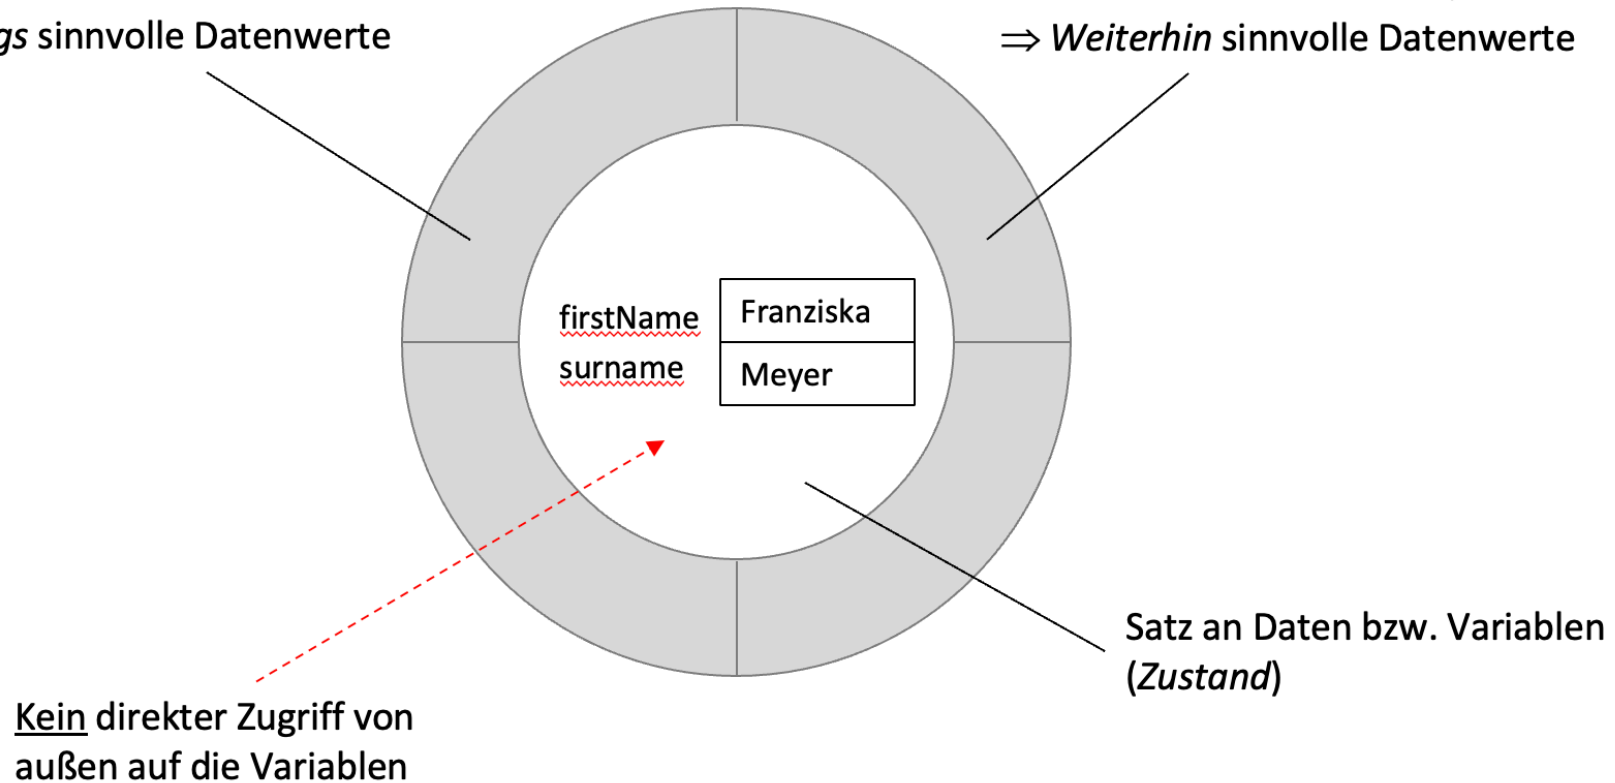 gs sinnvolle Datenwerte
⇒ Weiterhin sinnvolle Datenwerte
firstName
Franziska
surname
Meyer
Satz an Daten bzw. Variablen
(Zustand)
Kein direkter Zugriff von
außen auf die Variablen